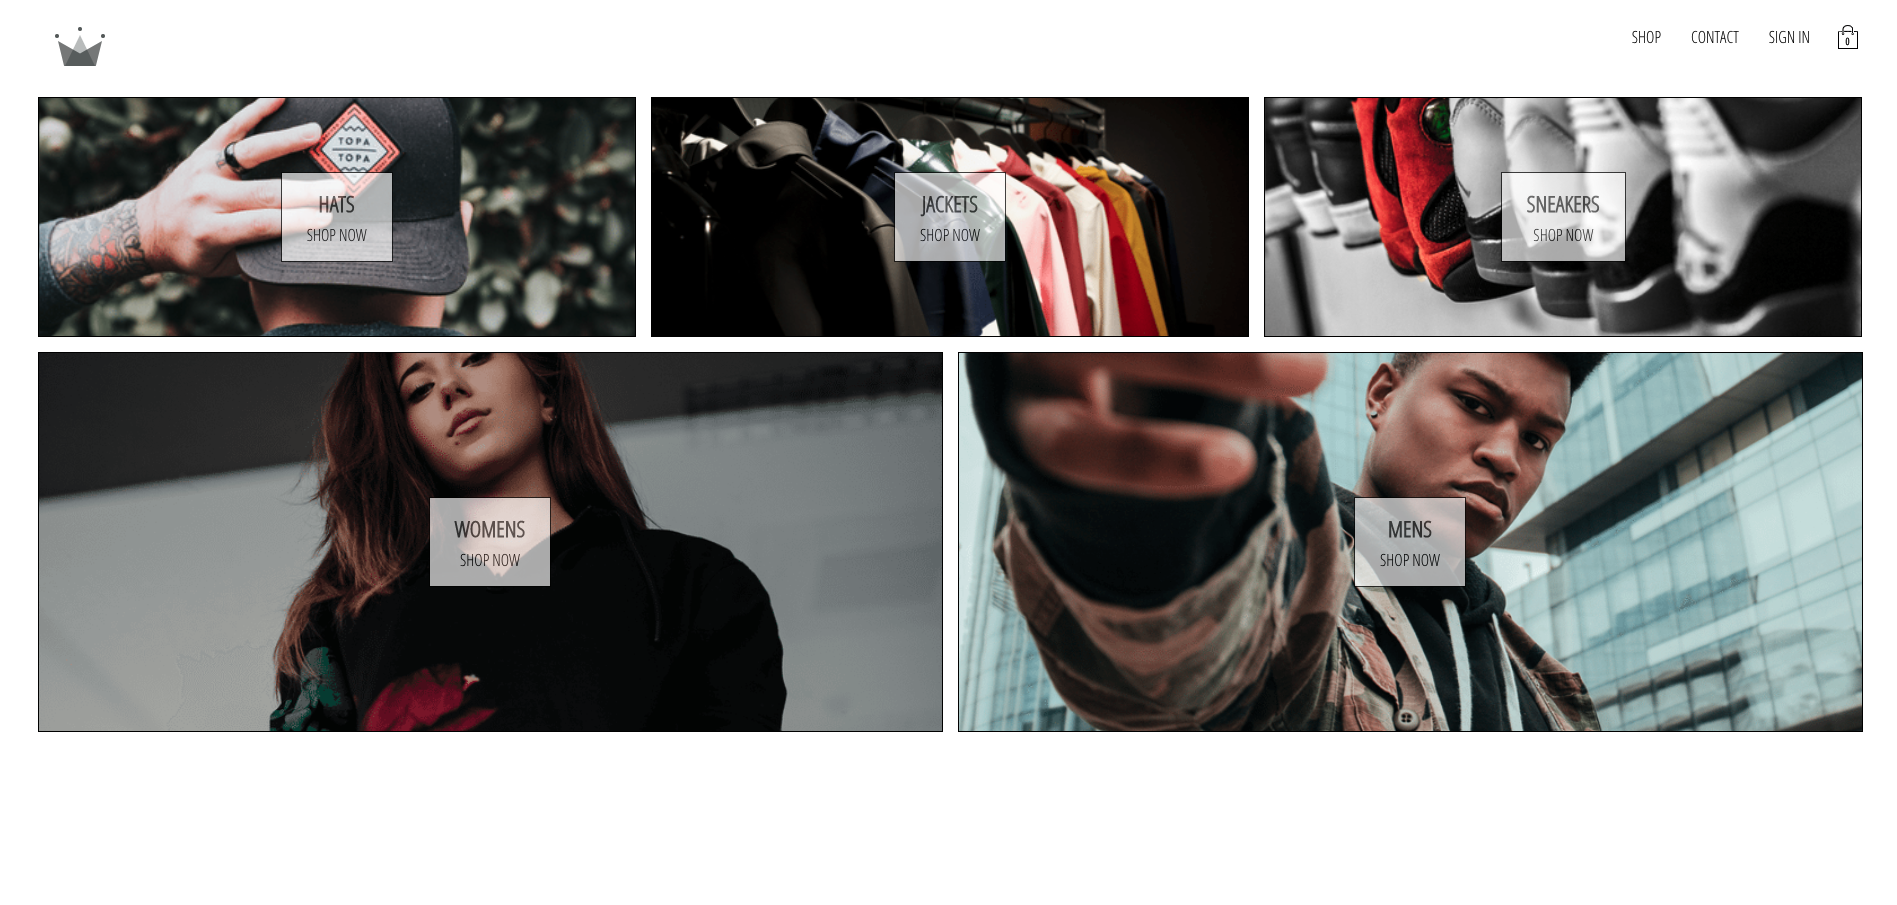 SHOP
CONTACT
SIGN IN
0
TOPA
TOPA
HATS
SHOP NOW
JACKETS
SHOP NOW
SNEAKERS
SHOP NOW
WOMENS
SHOP NOW
MENS
SHOP NOW